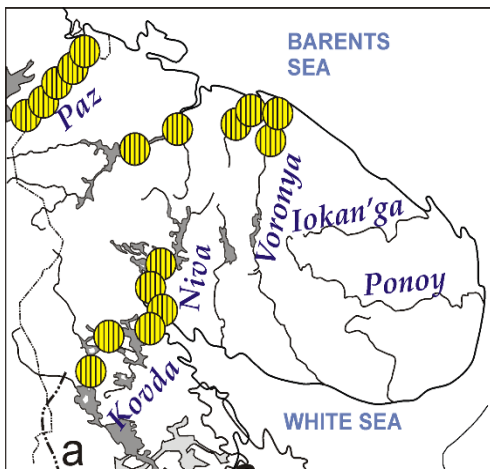 BARENTS
SEA
Paz
Voronya
Iokan'ga
Niva
Ponoy
Kovda
WHITE SEA
a